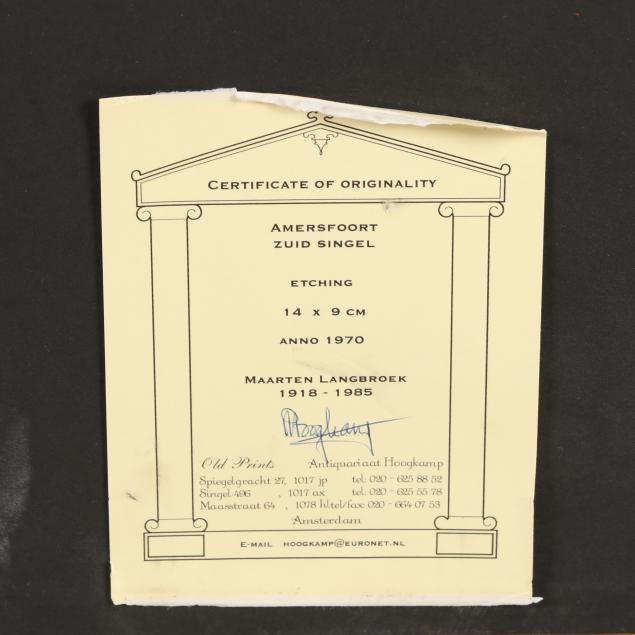 CERTIFICATE OF ORIGINALITY
AMERSFOORT
ZUID SINGEL
ETCHING
14 x 9 CM
ANNO 1970
MAARTEN LANGBROEK
1918 - 1985
Hoogkamp
Old Prints Antiquariaat Hoogkamp
Spiegelgracht 27, 1017 jp tel: 020 - 625 88 52
Singel 496 , 1017 ax tel: 020 - 625 55 78
Maasstraat 64 , 1078 hl tel/fax: 020 - 664 07 53
Amsterdam
E-MAIL HOOGKAMP@EURONET.NL